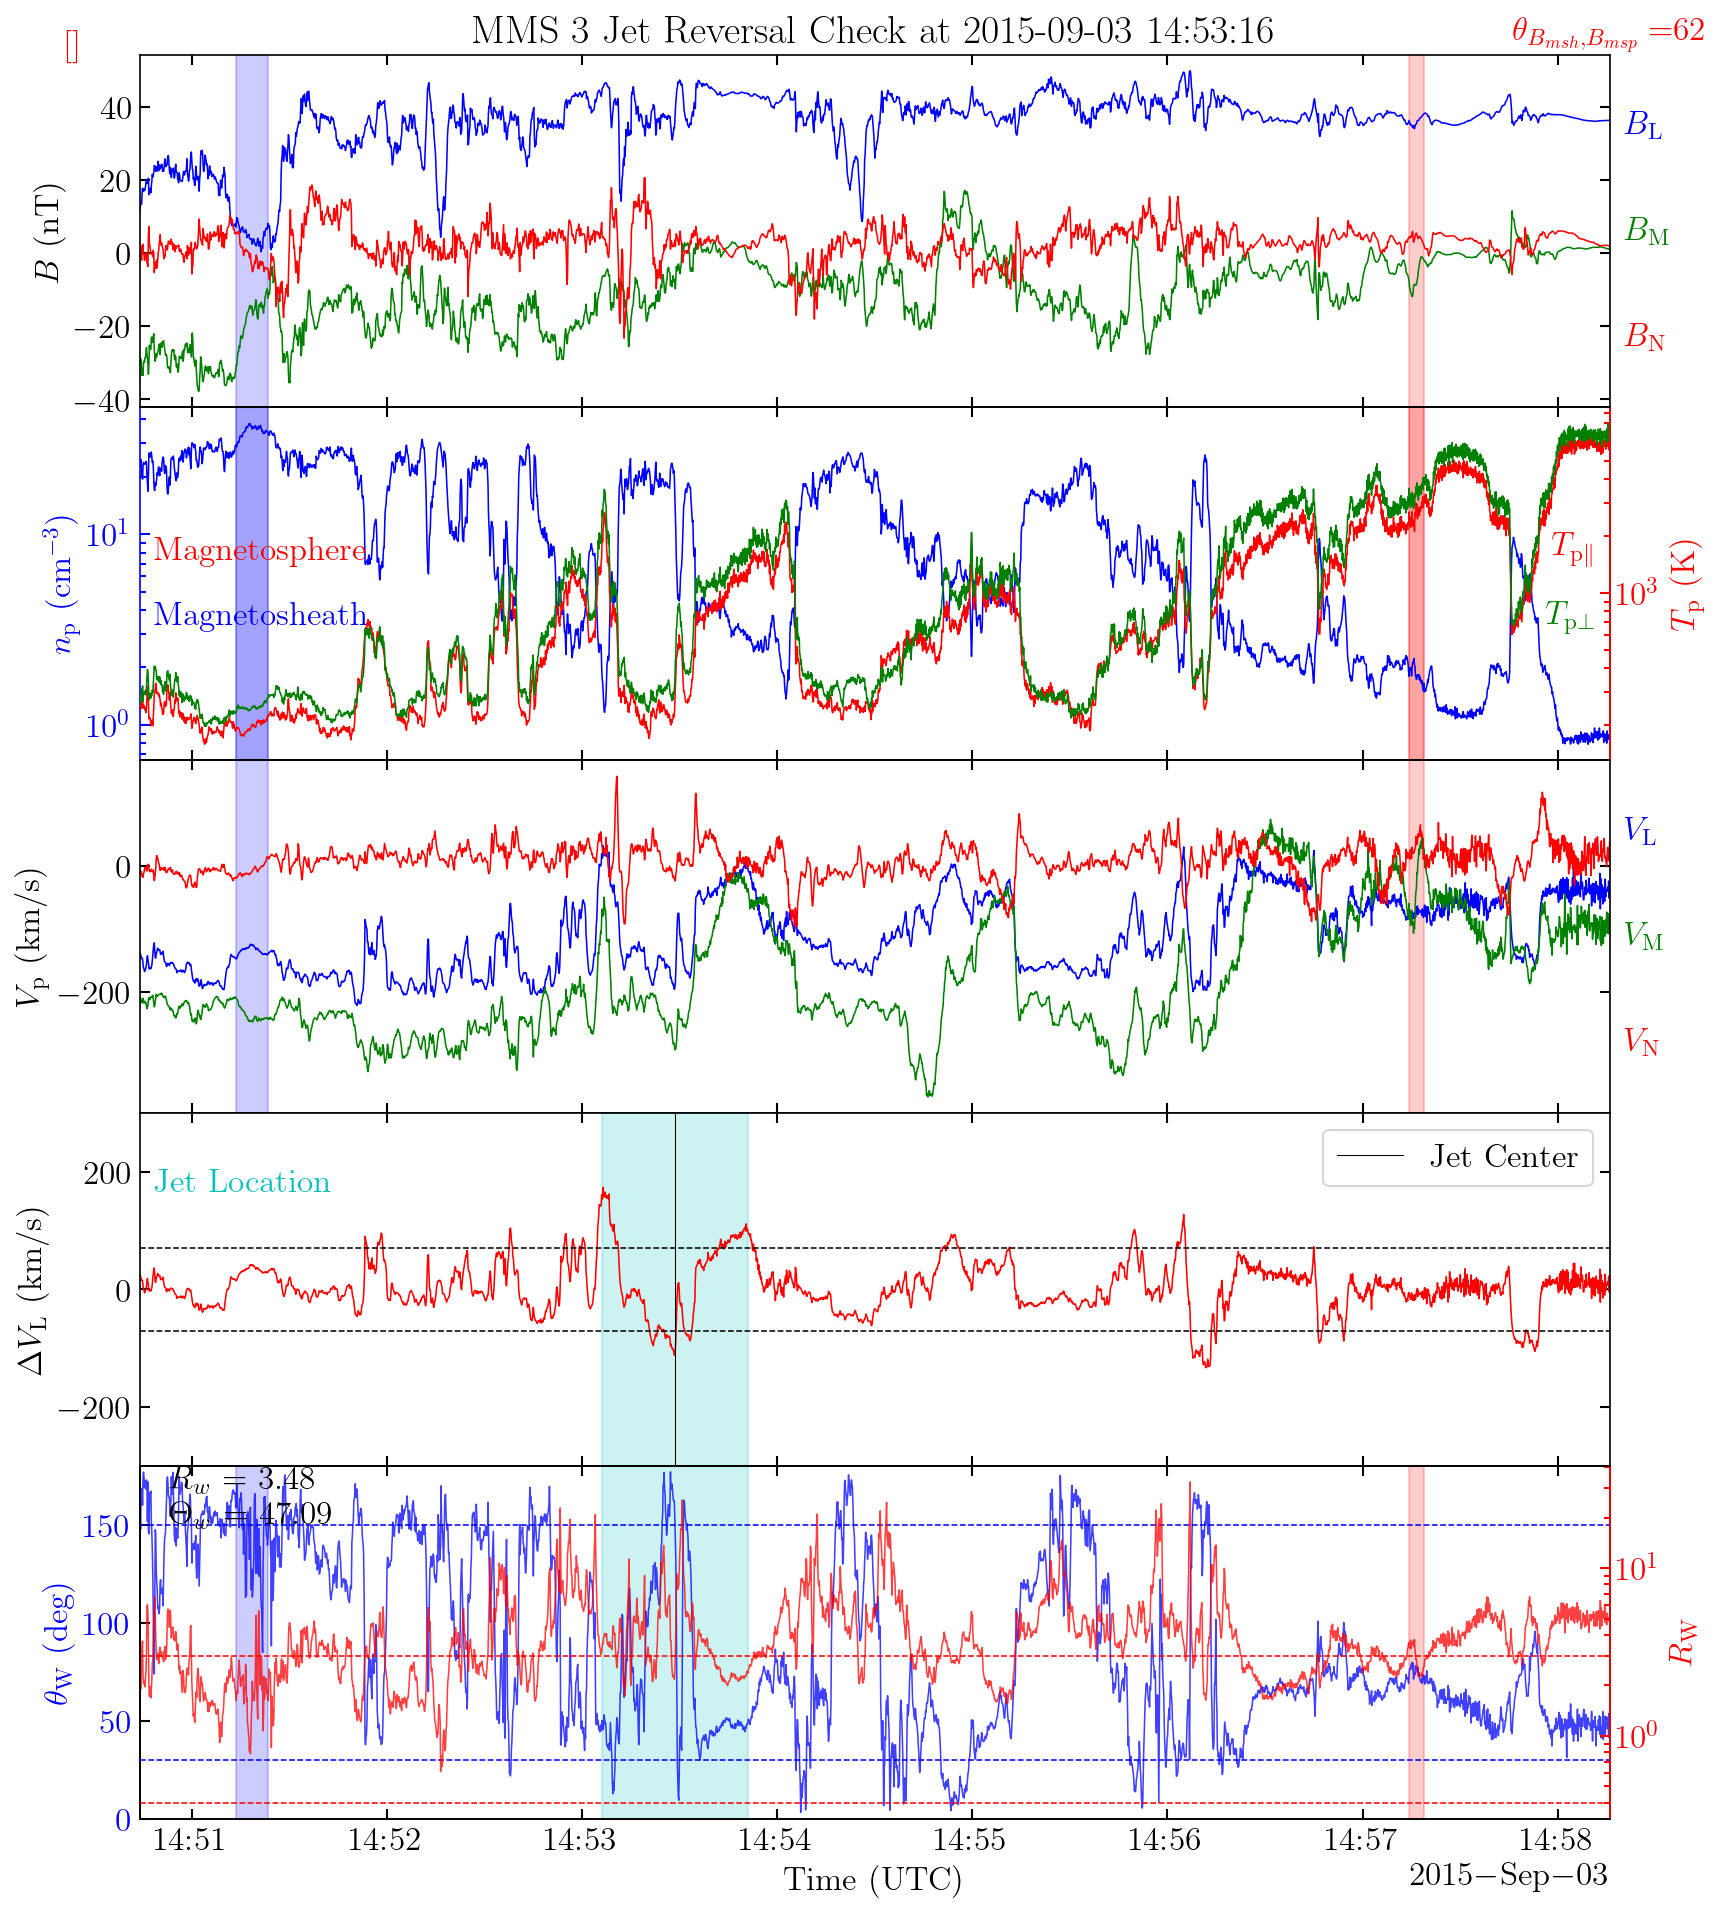 MMS 3 Jet Reversal Check at 2015-09-03 14:53:16
θ_{B_{msh},B_{msp}} =62
40
20
0
−20
−40
B (nT)
B_L
B_M
B_N
10^1
10^0
n_p (cm^{−3})
Magnetosphere
Magnetosheath
T_{p∥}
T_{p⊥}
10^3
T_p (K)
0
−200
V_p (km/s)
V_L
V_M
V_N
200
0
−200
ΔV_L (km/s)
Jet Location
Jet Center
R_w = 3.48
Θ_w = 47.09
150
100
50
0
θ_W (deg)
10^1
10^0
R_W
14:51 14:52 14:53 14:54 14:55 14:56 14:57 14:58
Time (UTC)
2015−Sep−03